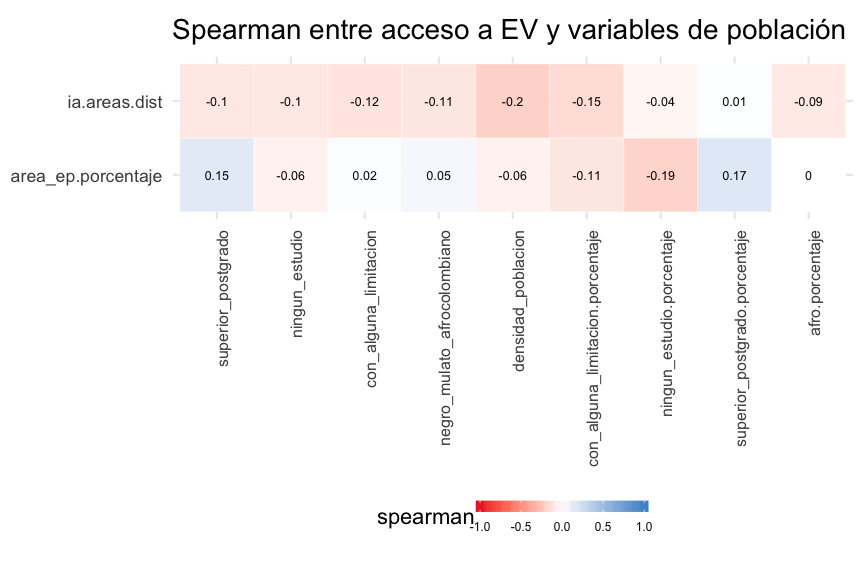 Spearman entre acceso a EV y variables de población
ia.areas.dist -0.1 -0.1 -0.12 -0.11 -0.2 -0.15 -0.04 0.01 -0.09
area_ep.porcentaje 0.15 -0.06 0.02 0.05 -0.06 -0.11 -0.19 0.17 0
superior_postgrado
ningun_estudio
con_alguna_limitacion
negro_mulato_afrocolombiano
densidad_poblacion
con_alguna_limitacion.porcentaje
ningun_estudio.porcentaje
superior_postgrado.porcentaje
afro.porcentaje
spearman
-1.0 -0.5 0.0 0.5 1.0